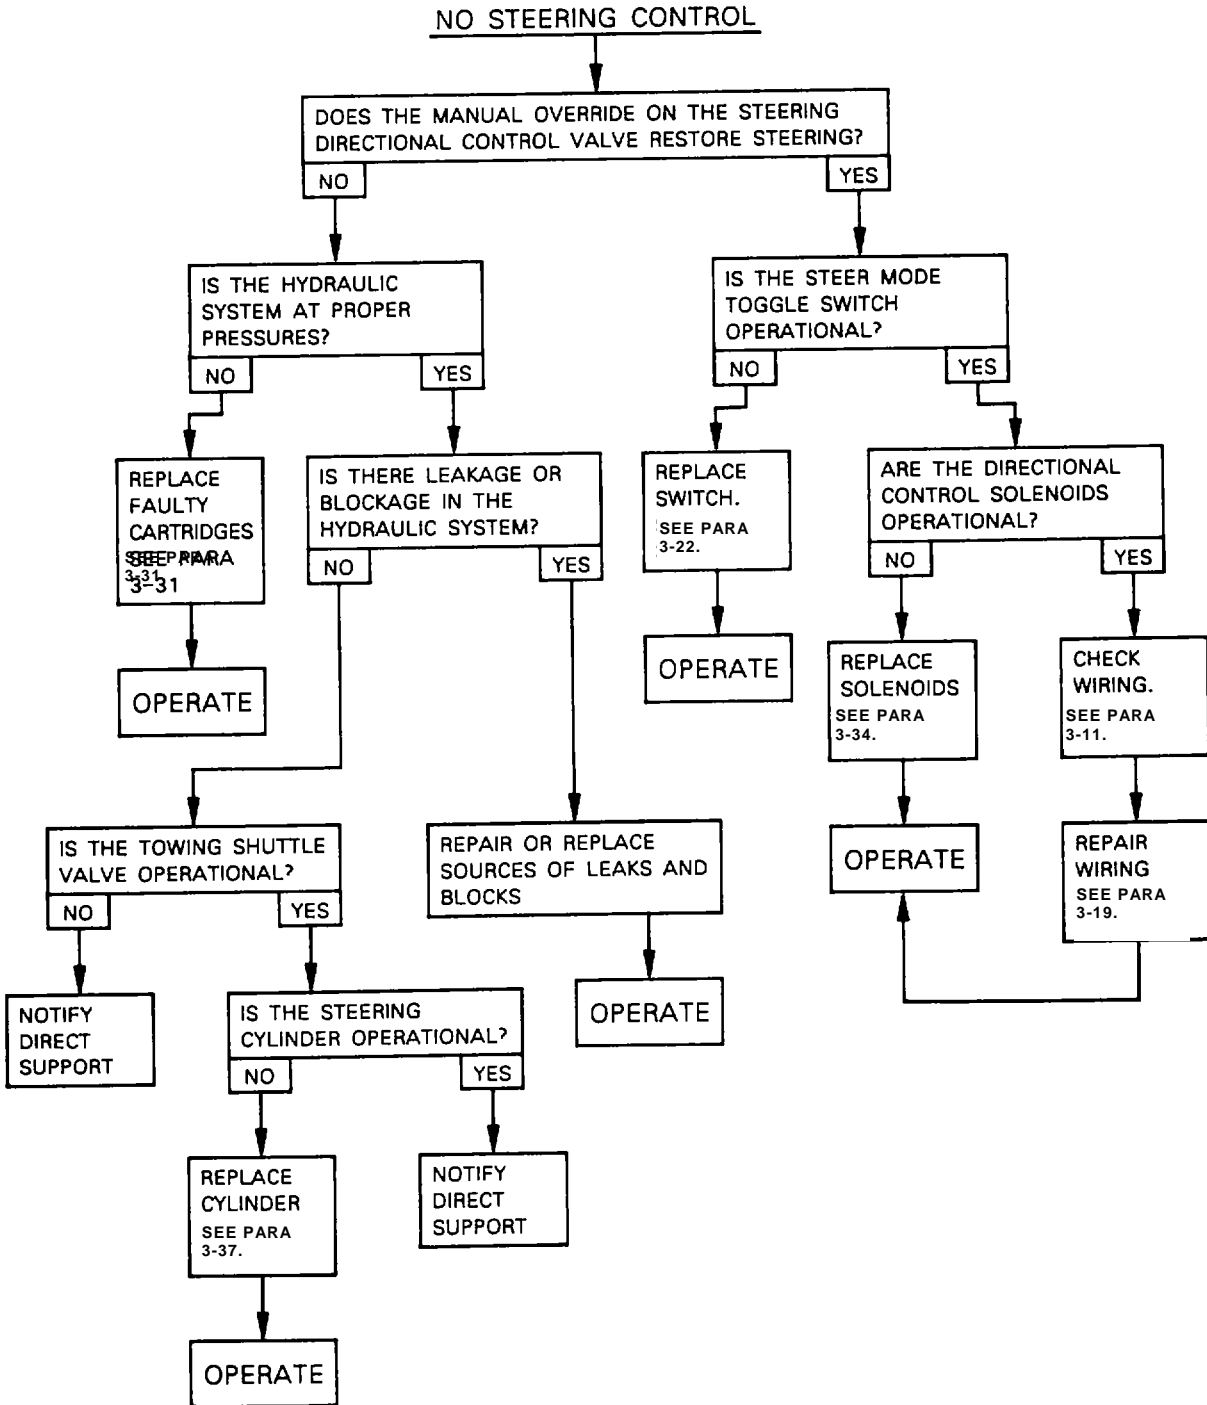 NO STEERING CONTROL
DOES THE MANUAL OVERRIDE ON THE STEERING
DIRECTIONAL CONTROL VALVE RESTORE STEERING?
NO
YES
IS THE HYDRAULIC
SYSTEM AT PROPER
PRESSURES?
NO
YES
IS THE STEER MODE
TOGGLE SWITCH
OPERATIONAL?
NO
YES
REPLACE
FAULTY
CARTRIDGES
SEE PARA
3-31
SEE PARA
3-31
OPERATE
IS THERE LEAKAGE OR
BLOCKAGE IN THE
HYDRAULIC SYSTEM?
NO
YES
REPLACE
SWITCH.
SEE PARA
3-22.
OPERATE
ARE THE DIRECTIONAL
CONTROL SOLENOIDS
OPERATIONAL?
NO
YES
REPLACE
SOLENOIDS
SEE PARA
3-34.
OPERATE
CHECK
WIRING.
SEE PARA
3-11.
REPAIR
WIRING
SEE PARA
3-19.
IS THE TOWING SHUTTLE
VALVE OPERATIONAL?
NO
YES
REPAIR OR REPLACE
SOURCES OF LEAKS AND
BLOCKS
OPERATE
NOTIFY
DIRECT
SUPPORT
IS THE STEERING
CYLINDER OPERATIONAL?
NO
YES
REPLACE
CYLINDER
SEE PARA
3-37.
OPERATE
NOTIFY
DIRECT
SUPPORT